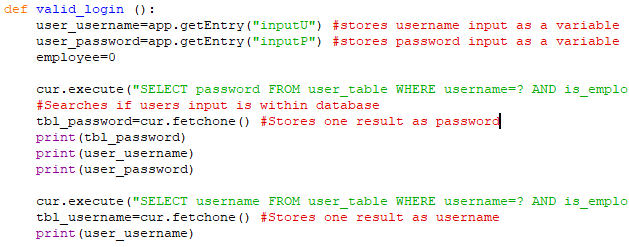 def valid_login ():
    user_username=app.getEntry("inputU") #stores username input as a variable
    user_password=app.getEntry("inputP") #stores password input as a variable
    employee=0
    cur.execute("SELECT password FROM user_table WHERE username=? AND is_emplo
    #Searches if users input is within database
    tbl_password=cur.fetchone() #Stores one result as password
    print(tbl_password)
    print(user_username)
    print(user_password)
    cur.execute("SELECT username FROM user_table WHERE username=? AND is_emplo
    tbl_username=cur.fetchone() #Stores one result as username
    print(user_username)